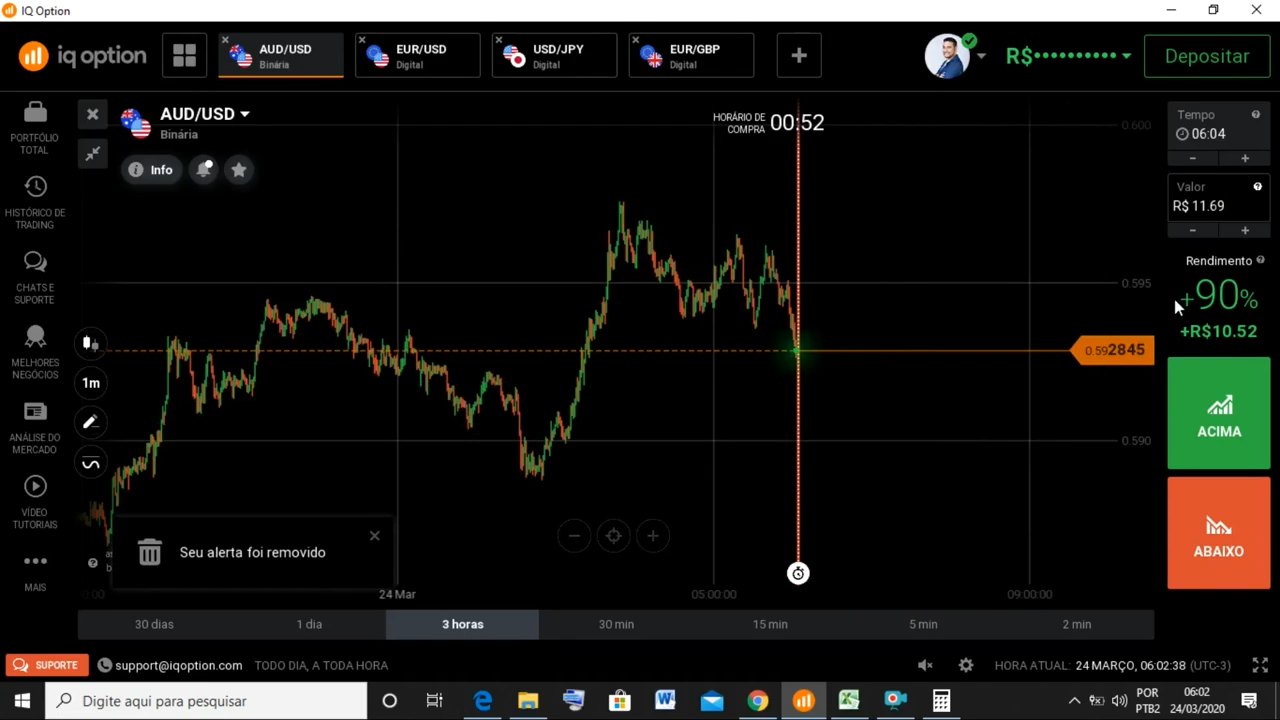 IQ Option
iq option
AUD/USD
Binária
EUR/USD
Digital
USD/JPY
Digital
EUR/GBP
Digital
R$
Depositar
PORTFÓLIO
TOTAL
HISTÓRICO DE
TRADING
CHATS E
SUPORTE
MELHORES
NEGÓCIOS
ANÁLISE DO
MERCADO
VÍDEO
TUTORIAIS
MAIS
AUD/USD
Binária
Info
1m
HORÁRIO DE
COMPRA
00:52
0.600
0.595
0.592845
0.590
Seu alerta foi removido
24 Mar
05:00:00
09:00:00
30 dias
1 dia
3 horas
30 min
15 min
5 min
2 min
Tempo
06:04
- +
Valor
R$ 11.69
- +
Rendimento
+90%
+R$10.52
ACIMA
ABAIXO
SUPORTE
support@iqoption.com
TODO DIA, A TODA HORA
HORA ATUAL: 24 MARÇO, 06:02:38 (UTC-3)
Digite aqui para pesquisar
POR
PTB2
06:02
24/03/2020